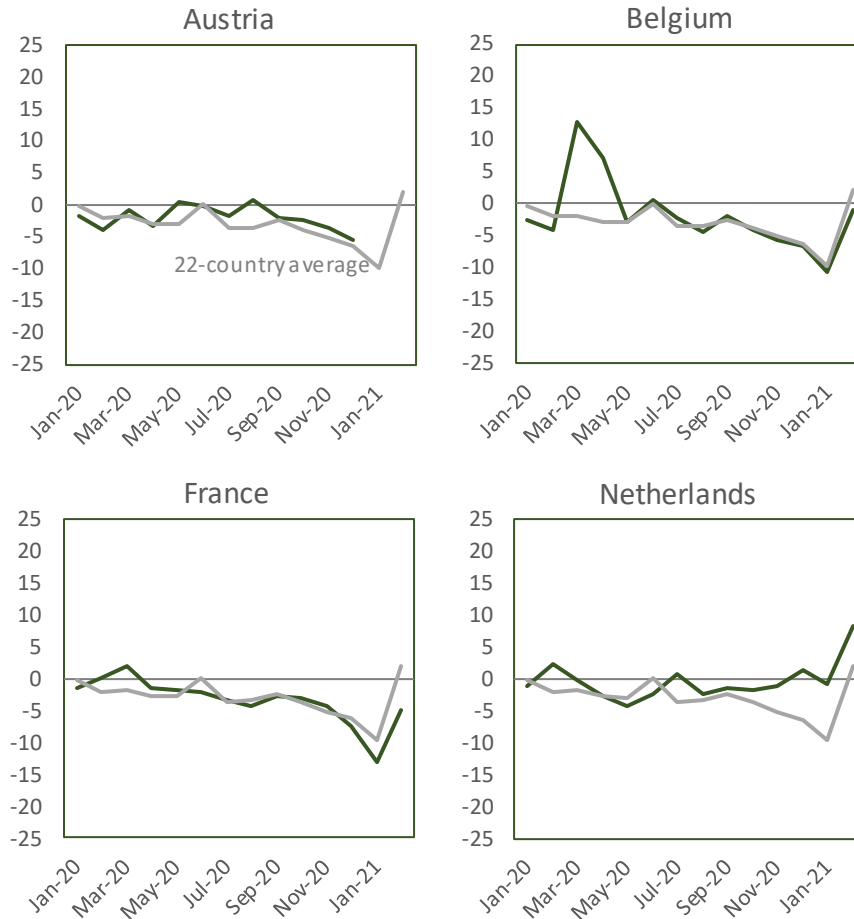 Austria
25
20
15
10
5
0
-5
-10
-15
-20
-25
22-country average
Jan-20
Mar-20
May-20
Jul-20
Sep-20
Nov-20
Jan-21
Belgium
25
20
15
10
5
0
-5
-10
-15
-20
-25
Jan-20
Mar-20
May-20
Jul-20
Sep-20
Nov-20
Jan-21
France
25
20
15
10
5
0
-5
-10
-15
-20
-25
Jan-20
Mar-20
May-20
Jul-20
Sep-20
Nov-20
Jan-21
Netherlands
25
20
15
10
5
0
-5
-10
-15
-20
-25
Jan-20
Mar-20
May-20
Jul-20
Sep-20
Nov-20
Jan-21